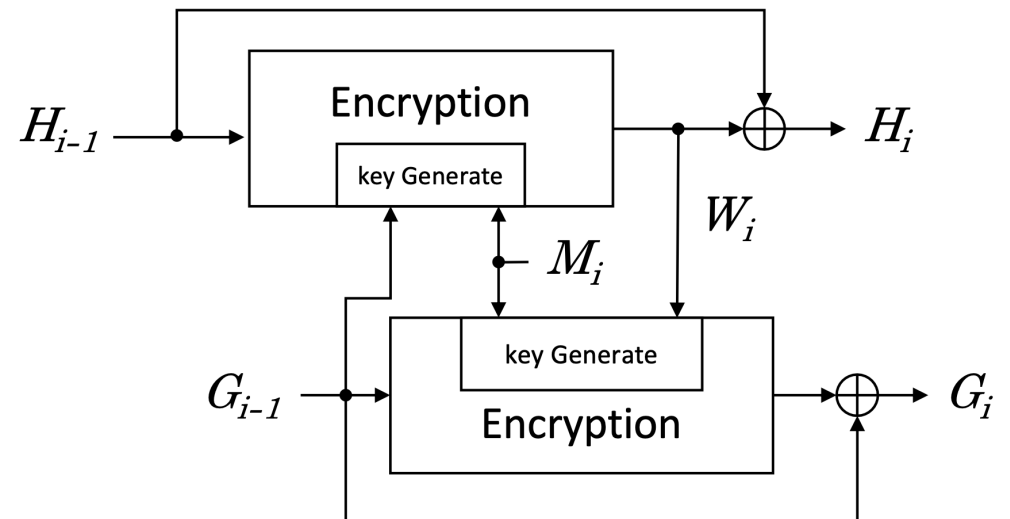 Encryption
H_{i-1}
key Generate
H_i
W_i
M_i
key Generate
G_{i-1}
Encryption
G_i